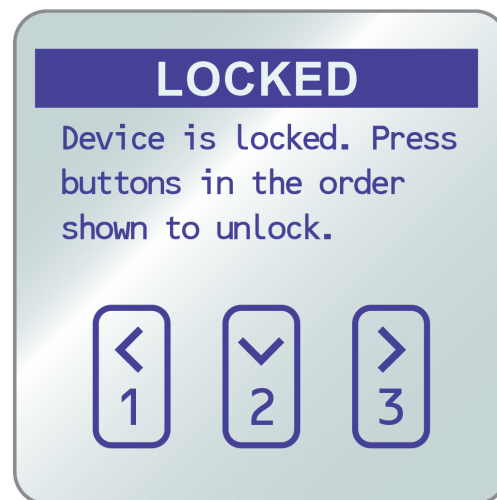 LOCKED
Device is locked. Press
buttons in the order
shown to unlock.
1 2 3